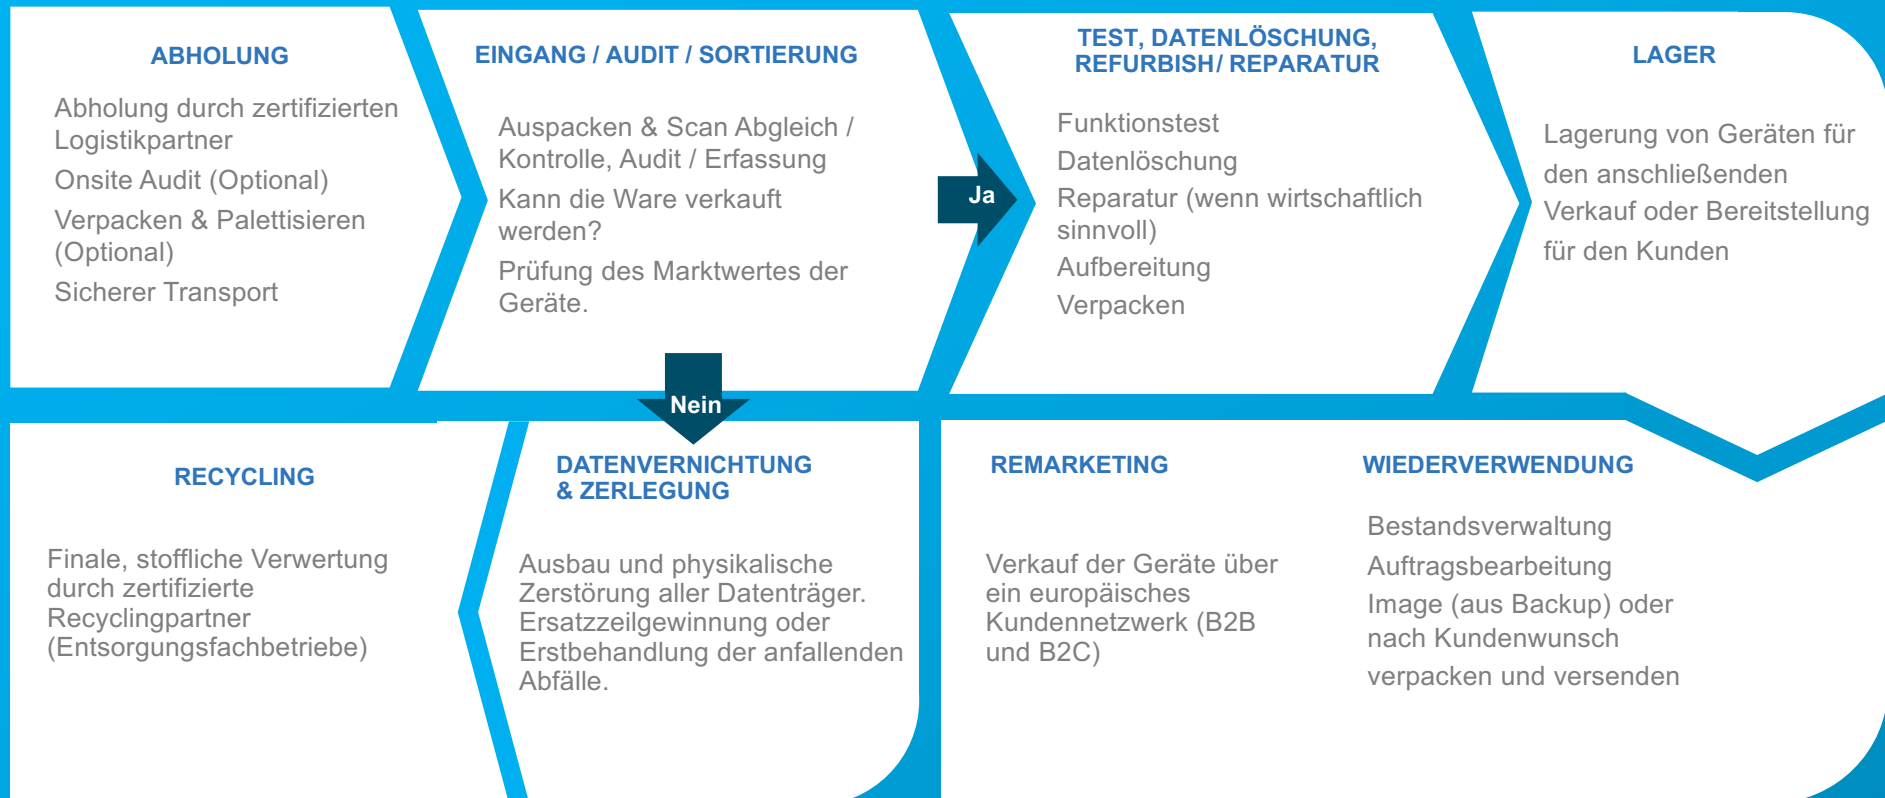 ABHOLUNG
Abholung durch zertifizierten
Logistikpartner
Onsite Audit (Optional)
Verpacken & Palettisieren
(Optional)
Sicherer Transport
EINGANG / AUDIT / SORTIERUNG
Auspacken & Scan Abgleich /
Kontrolle, Audit / Erfassung
Kann die Ware verkauft
werden?
Prüfung des Marktwertes der
Geräte.
Ja
TEST, DATENLÖSCHUNG,
REFURBISH/ REPARATUR
Funktionstest
Datenlöschung
Reparatur (wenn wirtschaftlich
sinnvoll)
Aufbereitung
Verpacken
LAGER
Lagerung von Geräten für
den anschließenden
Verkauf oder Bereitstellung
für den Kunden
Nein
RECYCLING
Finale, stoffliche Verwertung
durch zertifizierte
Recyclingpartner
(Entsorgungsfachbetriebe)
DATENVERNICHTUNG
& ZERLEGUNG
Ausbau und physikalische
Zerstörung aller Datenträger.
Ersatzzeilgewinnung oder
Erstbehandlung der anfallenden
Abfälle.
REMARKETING
Verkauf der Geräte über
ein europäisches
Kundennetzwerk (B2B
und B2C)
WIEDERVERWENDUNG
Bestandsverwaltung
Auftragsbearbeitung
Image (aus Backup) oder
nach Kundenwunsch
verpacken und versenden